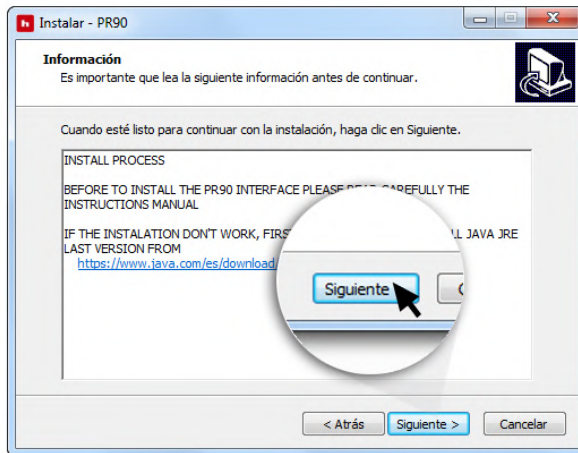 Instalar - PR90
Información
Es importante que lea la siguiente información antes de continuar.
Cuando esté listo para continuar con la instalación, haga clic en Siguiente.
INSTALL PROCESS
BEFORE TO INSTALL THE PR90 INTERFACE PLEASE READ CAREFULLY THE
INSTRUCTIONS MANUAL
IF THE INSTALATION DON'T WORK, FIRS LL JAVA JRE
LAST VERSION FROM
https://www.java.com/es/download/
Siguiente
< Atrás Siguiente > Cancelar